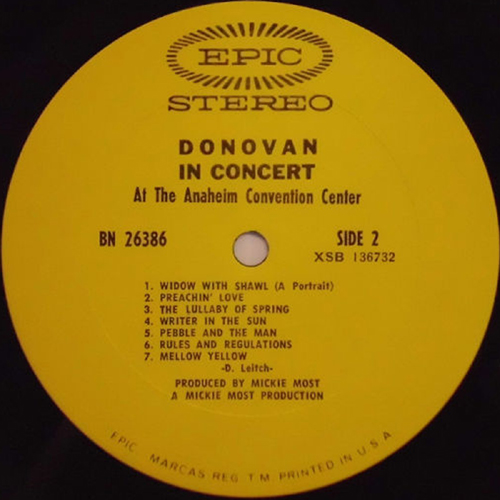 EPIC
STEREO
DONOVAN
IN CONCERT
At The Anaheim Convention Center
BN 26386
SIDE 2
XSB 136732
1. WIDOW WITH SHAWL (A Portrait)
2. PREACHIN' LOVE
3. THE LULLABY OF SPRING
4. WRITER IN THE SUN
5. PEBBLE AND THE MAN
6. RULES AND REGULATIONS
7. MELLOW YELLOW
-D. Leitch-
PRODUCED BY MICKIE MOST
A MICKIE MOST PRODUCTION
EPIC, MARCAS REG. T.M. PRINTED IN U.S.A.